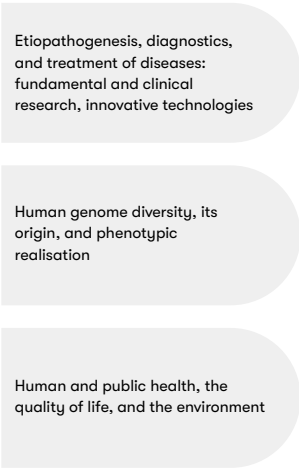 Etiopathogenesis, diagnostics,
and treatment of diseases:
fundamental and clinical
research, innovative technologies
Human genome diversity, its
origin, and phenotypic
realisation
Human and public health, the
quality of life, and the environment